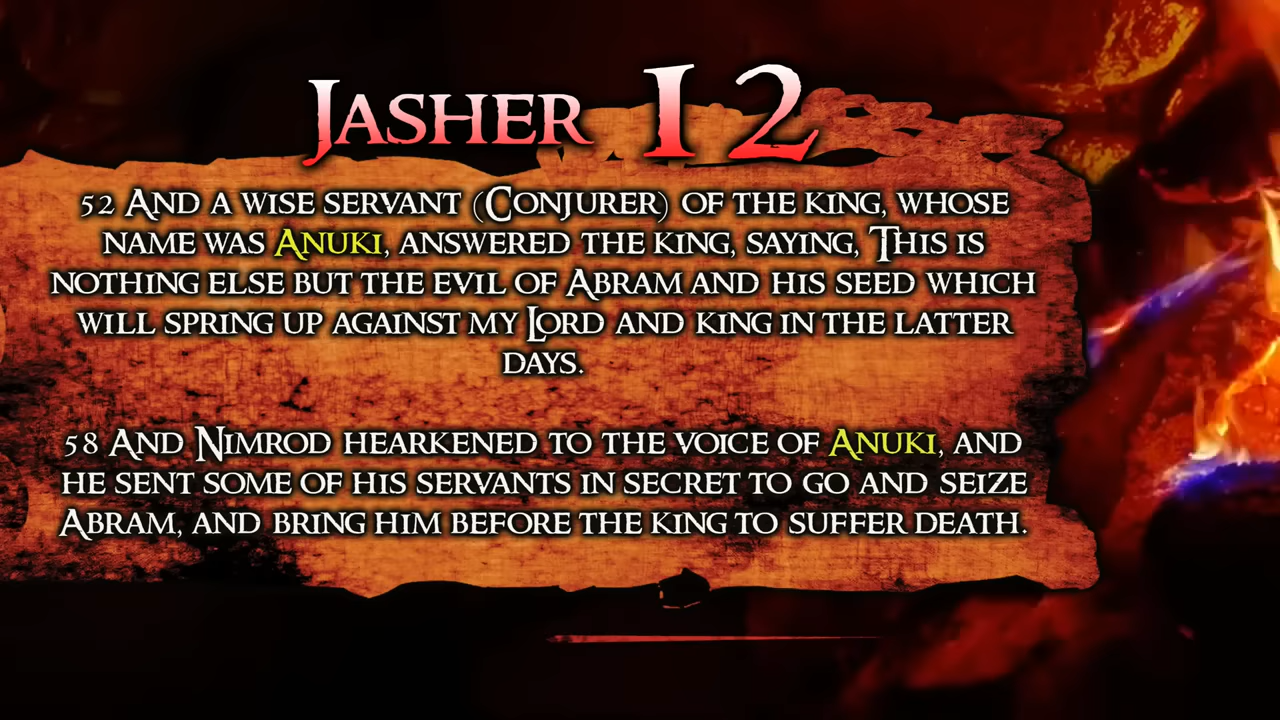 Jasher 12
52 And a wise servant (Conjurer) of the king, whose
name was Anuki, answered the king, saying, This is
nothing else but the evil of Abram and his seed which
will spring up against my Lord and king in the latter
days.
58 And Nimrod hearkened to the voice of Anuki, and
he sent some of his servants in secret to go and seize
Abram, and bring him before the king to suffer death.